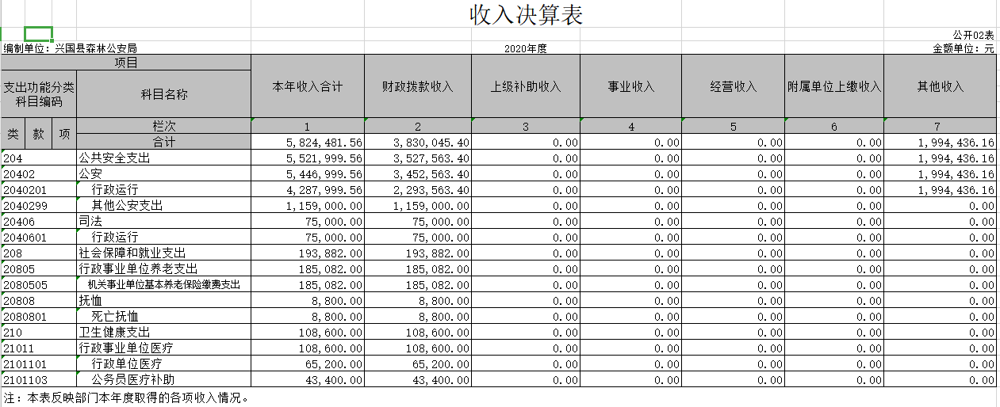 收入决算表
公开02表
编制单位：兴国县森林公安局 2020年度 金额单位：元
项目 本年收入合计 财政拨款收入 上级补助收入 事业收入 经营收入 附属单位上缴收入 其他收入
支出功能分类科目编码 科目名称
类 款 项 栏次 1 2 3 4 5 6 7
合计 5,824,481.56 3,830,045.40 0.00 0.00 0.00 0.00 1,994,436.16
204 公共安全支出 5,521,999.56 3,527,563.40 0.00 0.00 0.00 0.00 1,994,436.16
20402 公安 5,446,999.56 3,452,563.40 0.00 0.00 0.00 0.00 1,994,436.16
2040201 行政运行 4,287,999.56 2,293,563.40 0.00 0.00 0.00 0.00 1,994,436.16
2040299 其他公安支出 1,159,000.00 1,159,000.00 0.00 0.00 0.00 0.00 0.00
20406 司法 75,000.00 75,000.00 0.00 0.00 0.00 0.00 0.00
2040601 行政运行 75,000.00 75,000.00 0.00 0.00 0.00 0.00 0.00
208 社会保障和就业支出 193,882.00 193,882.00 0.00 0.00 0.00 0.00 0.00
20805 行政事业单位养老支出 185,082.00 185,082.00 0.00 0.00 0.00 0.00 0.00
2080505 机关事业单位基本养老保险缴费支出 185,082.00 185,082.00 0.00 0.00 0.00 0.00 0.00
20808 抚恤 8,800.00 8,800.00 0.00 0.00 0.00 0.00 0.00
2080801 死亡抚恤 8,800.00 8,800.00 0.00 0.00 0.00 0.00 0.00
210 卫生健康支出 108,600.00 108,600.00 0.00 0.00 0.00 0.00 0.00
21011 行政事业单位医疗 108,600.00 108,600.00 0.00 0.00 0.00 0.00 0.00
2101101 行政单位医疗 65,200.00 65,200.00 0.00 0.00 0.00 0.00 0.00
2101103 公务员医疗补助 43,400.00 43,400.00 0.00 0.00 0.00 0.00 0.00
注：本表反映部门本年度取得的各项收入情况。